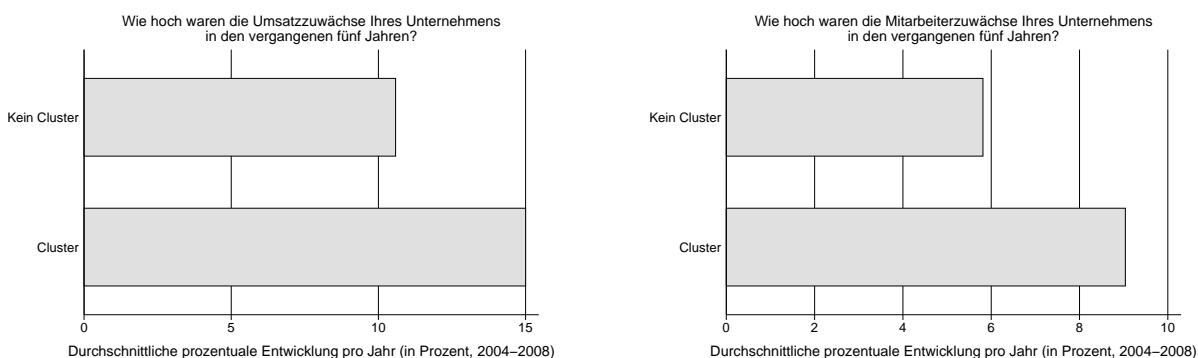 Wie hoch waren die Umsatzzuwächse Ihres Unternehmens
in den vergangenen fünf Jahren?
Kein Cluster
Cluster
0 5 10 15
Durchschnittliche prozentuale Entwicklung pro Jahr (in Prozent, 2004–2008)
Wie hoch waren die Mitarbeiterzuwächse Ihres Unternehmens
in den vergangenen fünf Jahren?
Kein Cluster
Cluster
0 2 4 6 8 10
Durchschnittliche prozentuale Entwicklung pro Jahr (in Prozent, 2004–2008)